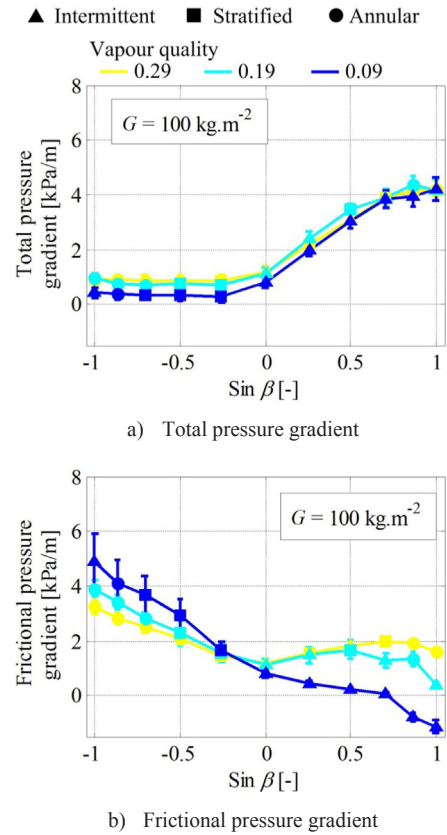 ▲ Intermittent ■ Stratified ● Annular
Vapour quality
0.29 0.19 0.09
Total pressure
gradient [kPa/m]
8
6
4
2
0
G = 100 kg.m-2
-1 -0.5 0 0.5 1
Sin β [-]
a) Total pressure gradient
Frictional pressure
gradient [kPa/m]
8
6
4
2
0
G = 100 kg.m-2
-1 -0.5 0 0.5 1
Sin β [-]
b) Frictional pressure gradient